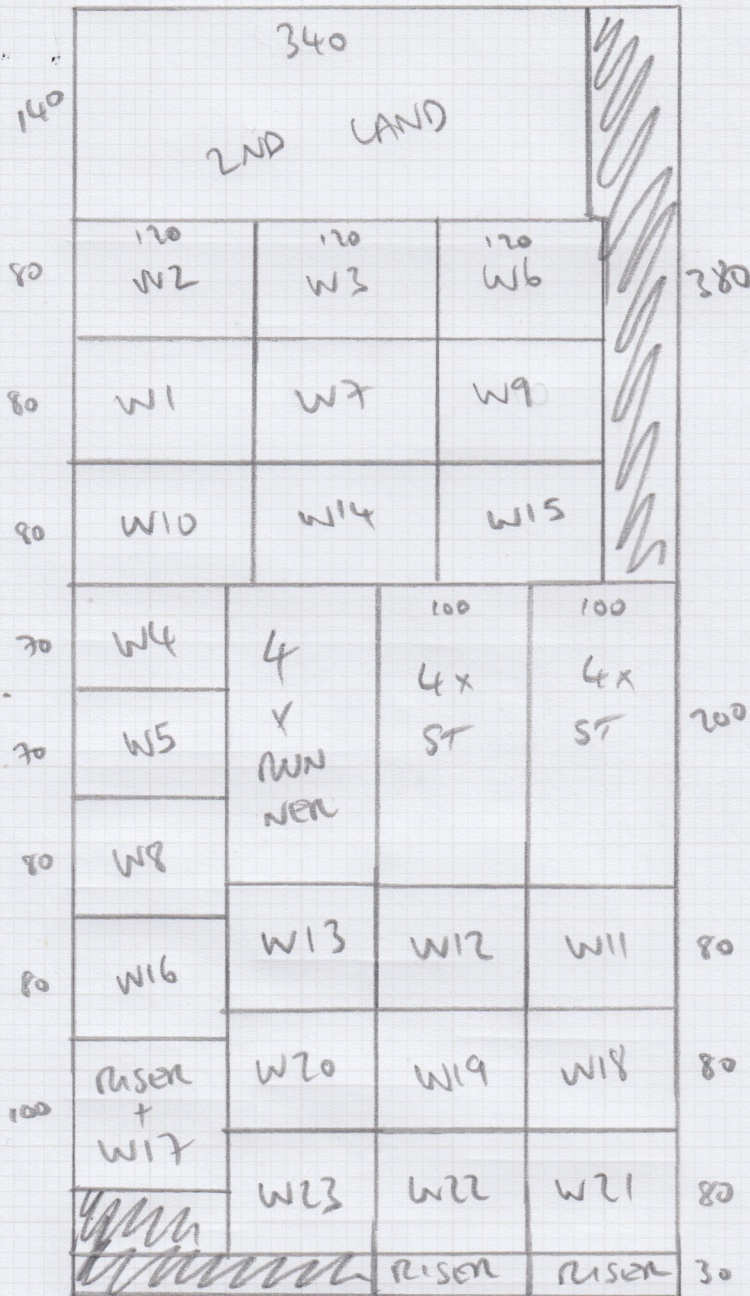 340
140
2ND LAND
120 120 120
80 W2 W3 W6 380
80 W1 W7 W9
80 W10 W14 W15
100 100
70 W4 4 4x 4x
ST ST
70 W5 x 200
RUN
NER
80 W8
W13 W12 W11 80
80 W16
W20 W19 W18 80
RISER
100 +
W17
W23 W22 W21 80
RISER RISER 30